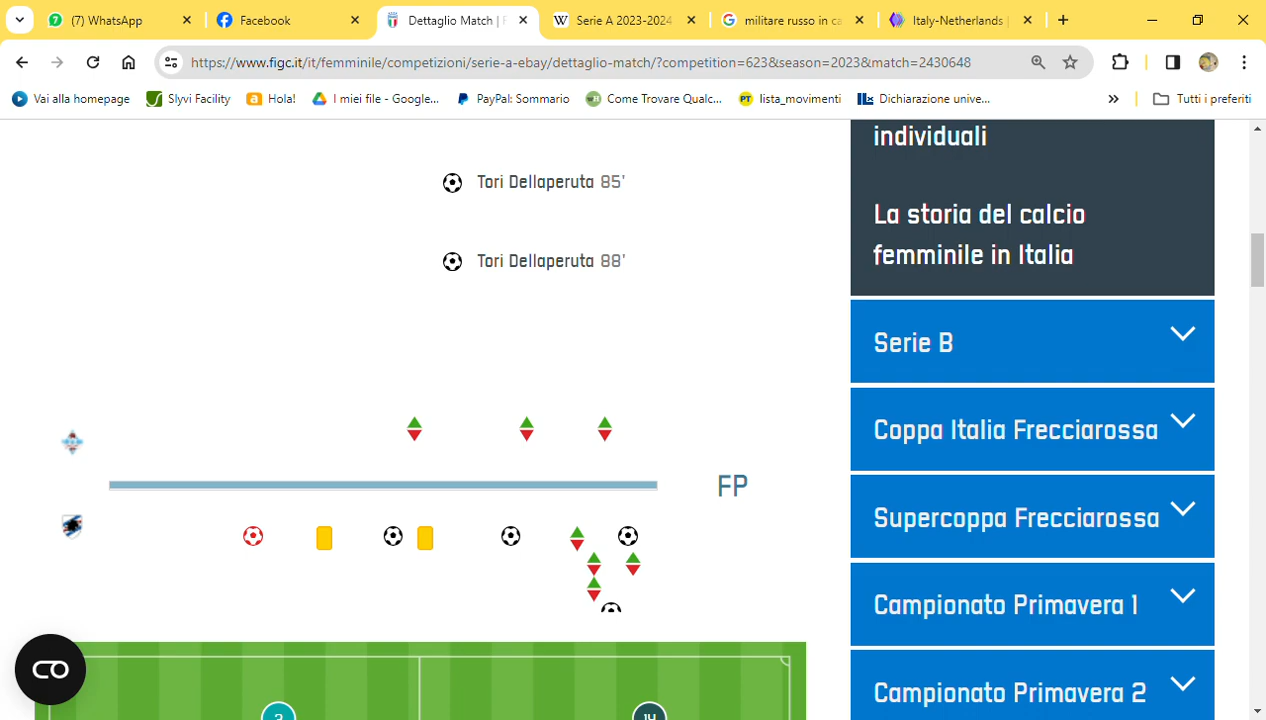 (7) WhatsApp
Facebook
Dettaglio Match | F
Serie A 2023-2024
militare russo in ca
Italy-Netherlands |
https://www.figc.it/it/femminile/competizioni/serie-a-ebay/dettaglio-match/?competition=623&season=2023&match=2430648
Vai alla homepage
Slyvi Facility
Hola!
I miei file - Google...
PayPal: Sommario
Come Trovare Qualc...
lista_movimenti
Dichiarazione unive...
»
Tutti i preferiti
Tori Dellaperuta 85'
Tori Dellaperuta 88'
FP
14
individuali
La storia del calcio
femminile in Italia
Serie B
Coppa Italia Frecciarossa
Supercoppa Frecciarossa
Campionato Primavera 1
Campionato Primavera 2